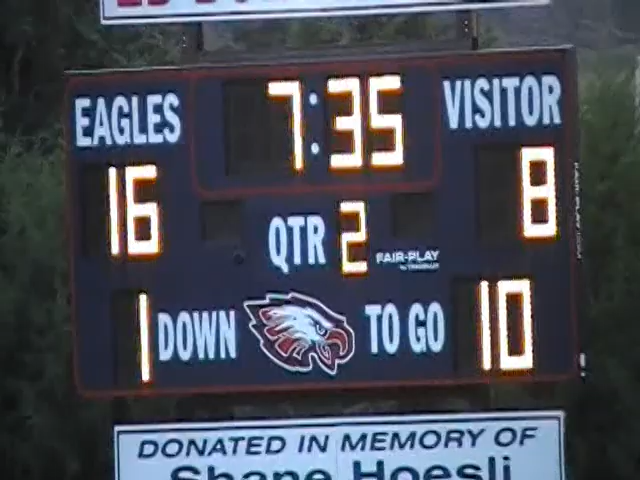 7:35
EAGLES VISITOR
16 8
QTR 2
FAIR-PLAY
1 DOWN TO GO 10
DONATED IN MEMORY OF
Shane Hoesli